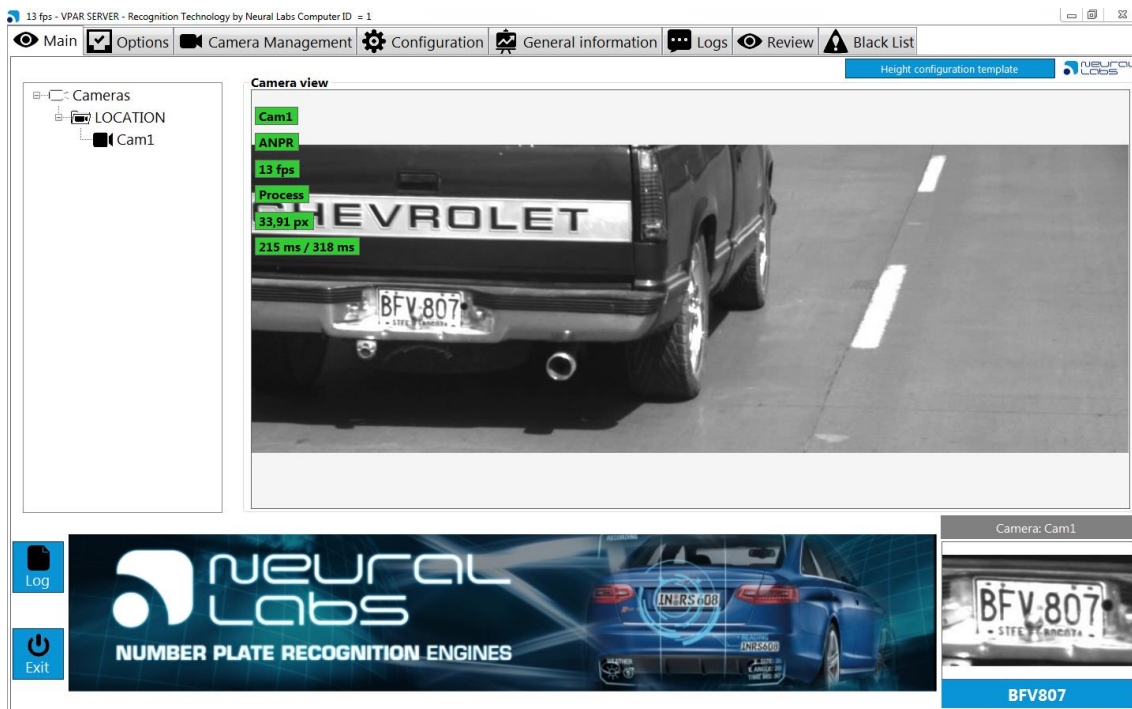 13 fps - VPAR SERVER - Recognition Technology by Neural Labs Computer ID = 1
Main Options Camera Management Configuration General information Logs Review Black List
Height configuration template
NEURAL LABS
Cameras
LOCATION
Cam1
Camera view
Cam1
ANPR
13 fps
Process
CHEVROLET
33,91 px
215 ms / 318 ms
BFV 807
Log
Exit
NEURAL
LABS
NUMBER PLATE RECOGNITION ENGINES
RECORDING
READING
INRS608
WEATHER
Camera: Cam1
BFV 807
BFV807